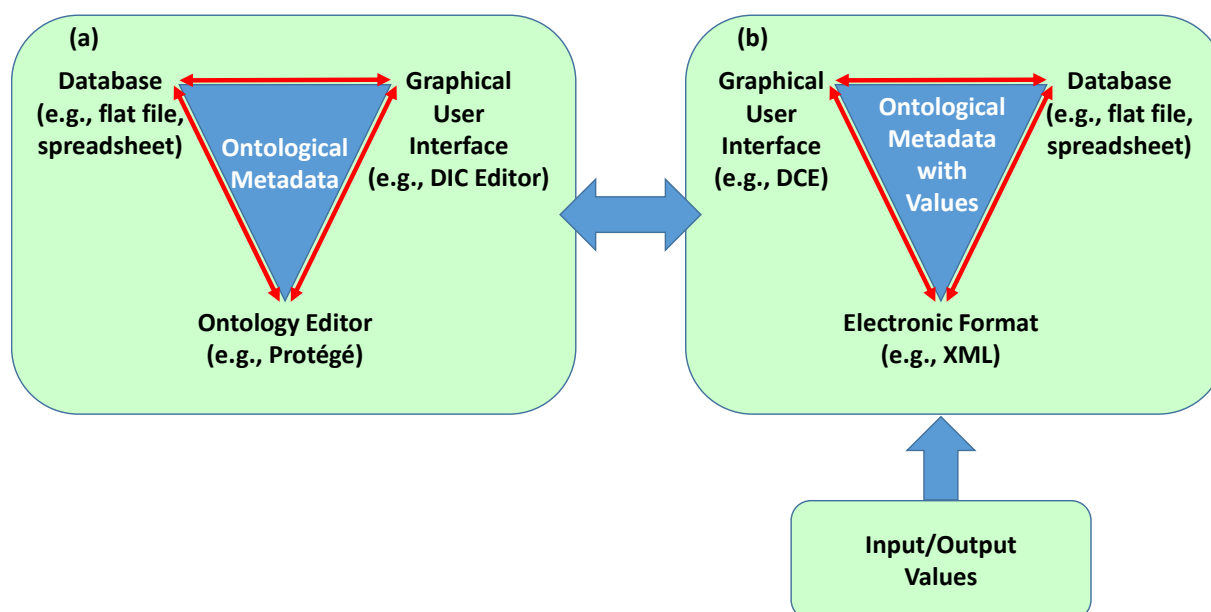 (a)
Database
(e.g., flat file,
spreadsheet)
Ontological
Metadata
Graphical
User
Interface
(e.g., DIC Editor)
Ontology Editor
(e.g., Protégé)
(b)
Graphical
User
Interface
(e.g., DCE)
Ontological
Metadata
with
Values
Database
(e.g., flat file,
spreadsheet)
Electronic Format
(e.g., XML)
Input/Output
Values